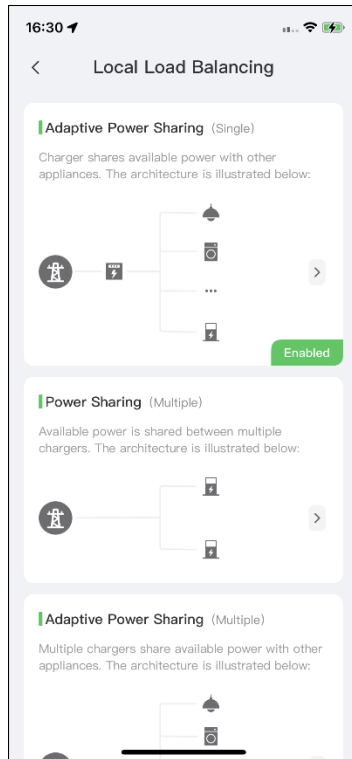 16:30
Local Load Balancing
Adaptive Power Sharing (Single)
Charger shares available power with other
appliances. The architecture is illustrated below:
...
Enabled
Power Sharing (Multiple)
Available power is shared between multiple
chargers. The architecture is illustrated below:
Adaptive Power Sharing (Multiple)
Multiple chargers share available power with other
appliances. The architecture is illustrated below: